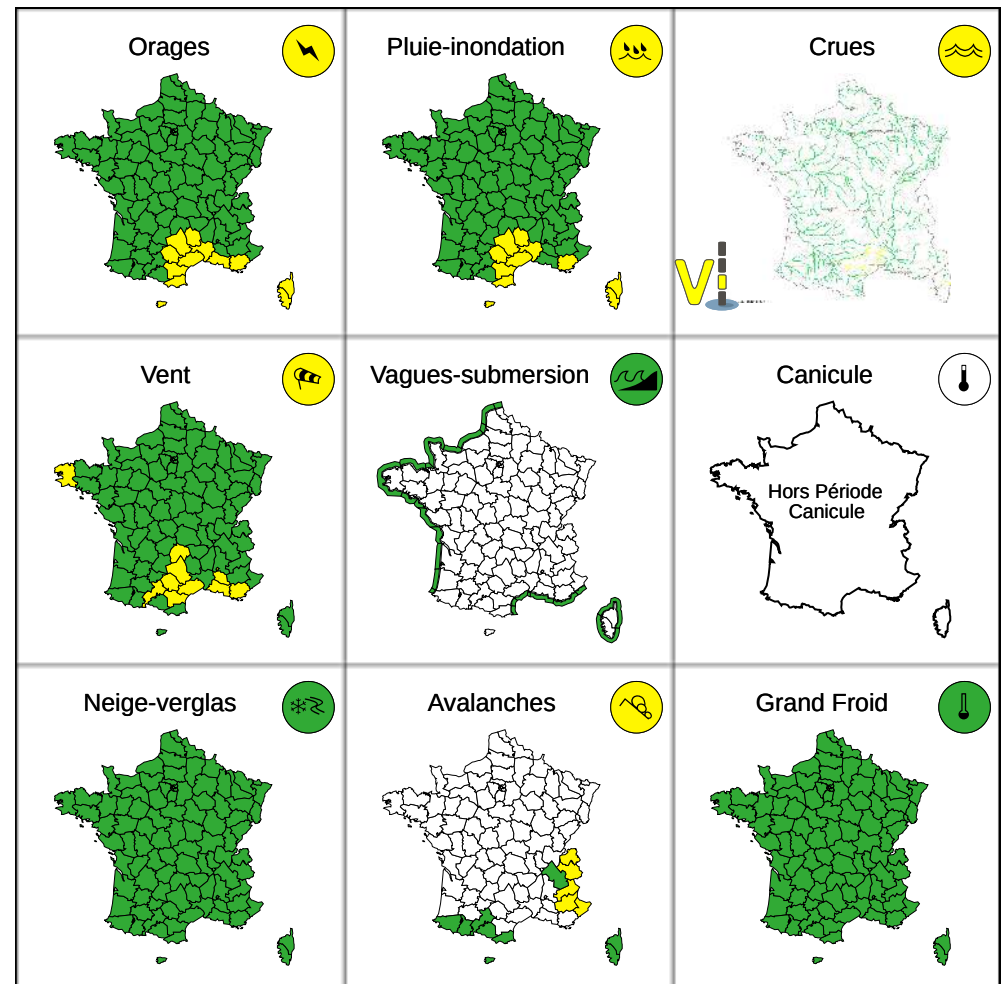 Orages
Pluie-inondation
Crues
Vent
Vagues-submersion
Canicule
Hors Période
Canicule
Neige-verglas
Avalanches
Grand Froid